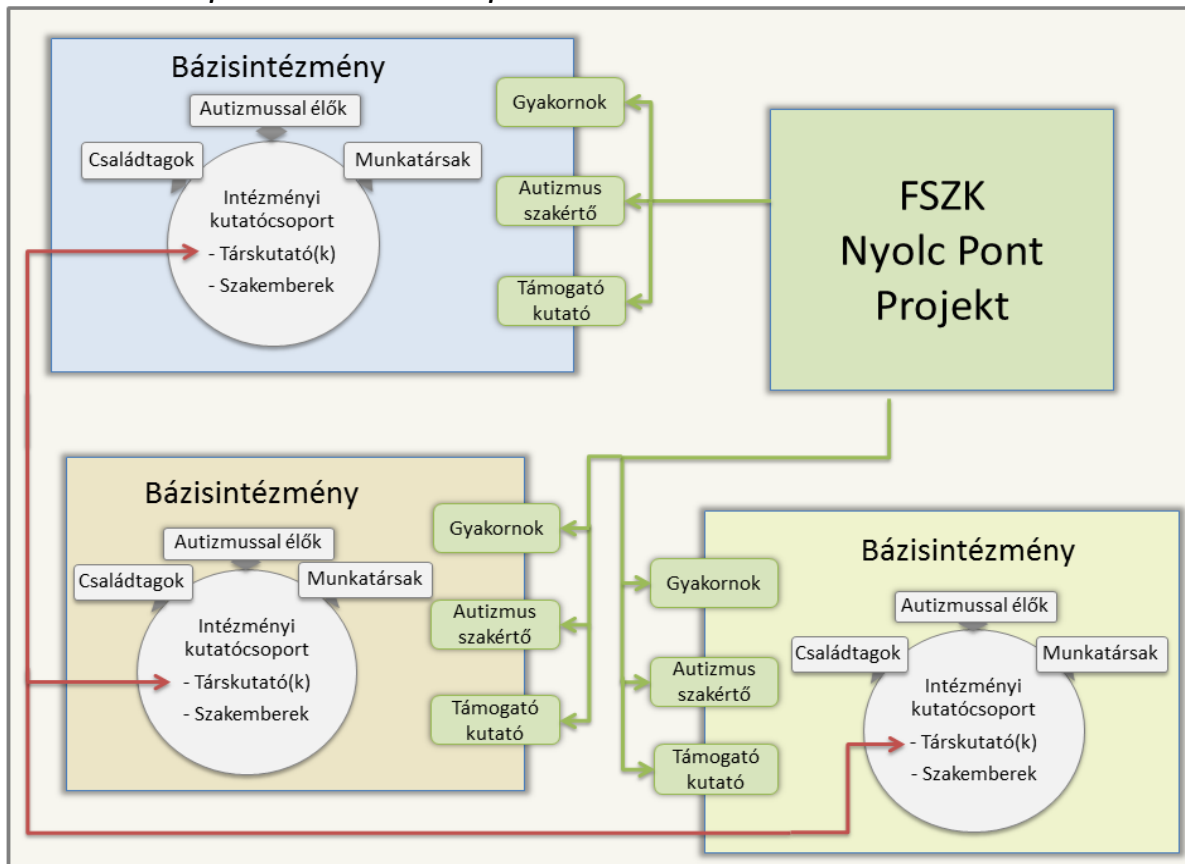 Bázisintézmény
Autizmussal élők
Családtagok
Munkatársak
Intézményi
kutatócsoport
- Társkutató(k)
- Szakemberek
Gyakornok
Autizmus
szakértő
Támogató
kutató
FSZK
Nyolc Pont
Projekt
Bázisintézmény
Autizmussal élők
Családtagok
Munkatársak
Intézményi
kutatócsoport
- Társkutató(k)
- Szakemberek
Gyakornok
Autizmus
szakértő
Támogató
kutató
Gyakornok
Autizmus
szakértő
Támogató
kutató
Bázisintézmény
Autizmussal élők
Családtagok
Munkatársak
Intézményi
kutatócsoport
- Társkutató(k)
- Szakemberek